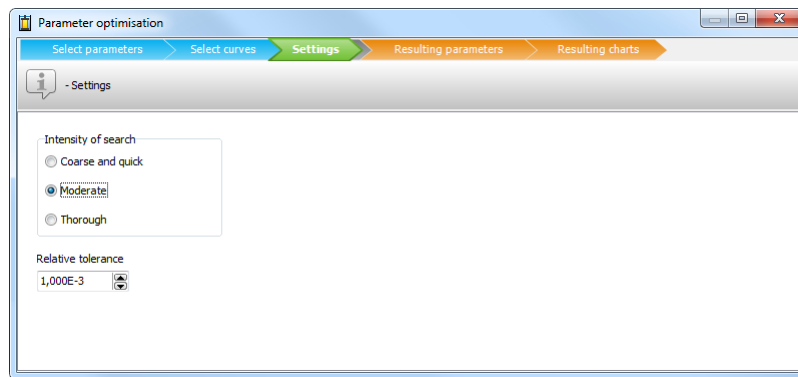 Parameter optimisation
Select parameters Select curves Settings Resulting parameters Resulting charts
- Settings
Intensity of search
Coarse and quick
Moderate
Thorough
Relative tolerance
1,000E-3